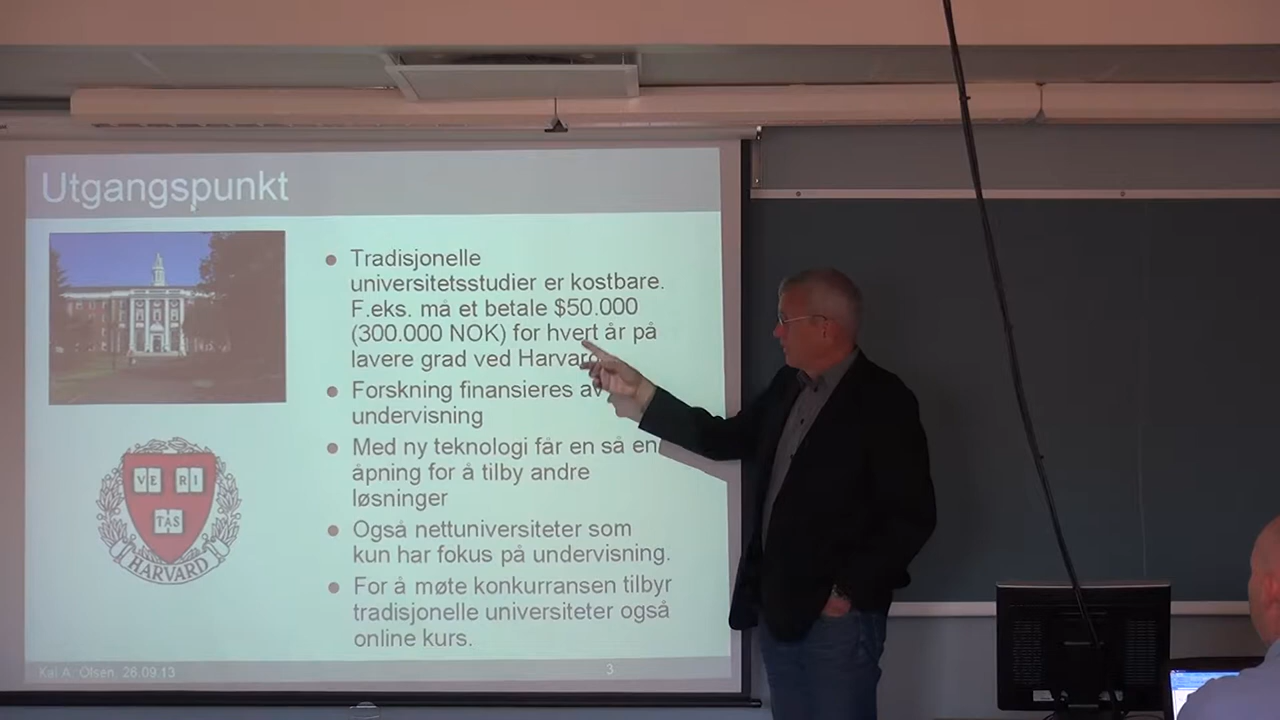 Utgangspunkt
Tradisjonelle
universitetsstudier er kostbare.
F.eks. må et betale $50.000
(300.000 NOK) for hvert år på
lavere grad ved Harvard
Forskning finansieres av
undervisning
Med ny teknologi får en så en
åpning for å tilby andre
løsninger
Også nettuniversiteter som
kun har fokus på undervisning.
For å møte konkurransen tilbyr
tradisjonelle universiteter også
online kurs.
VE RI
TAS
HARVARD
Kai A. Olsen, 26.09.13
3